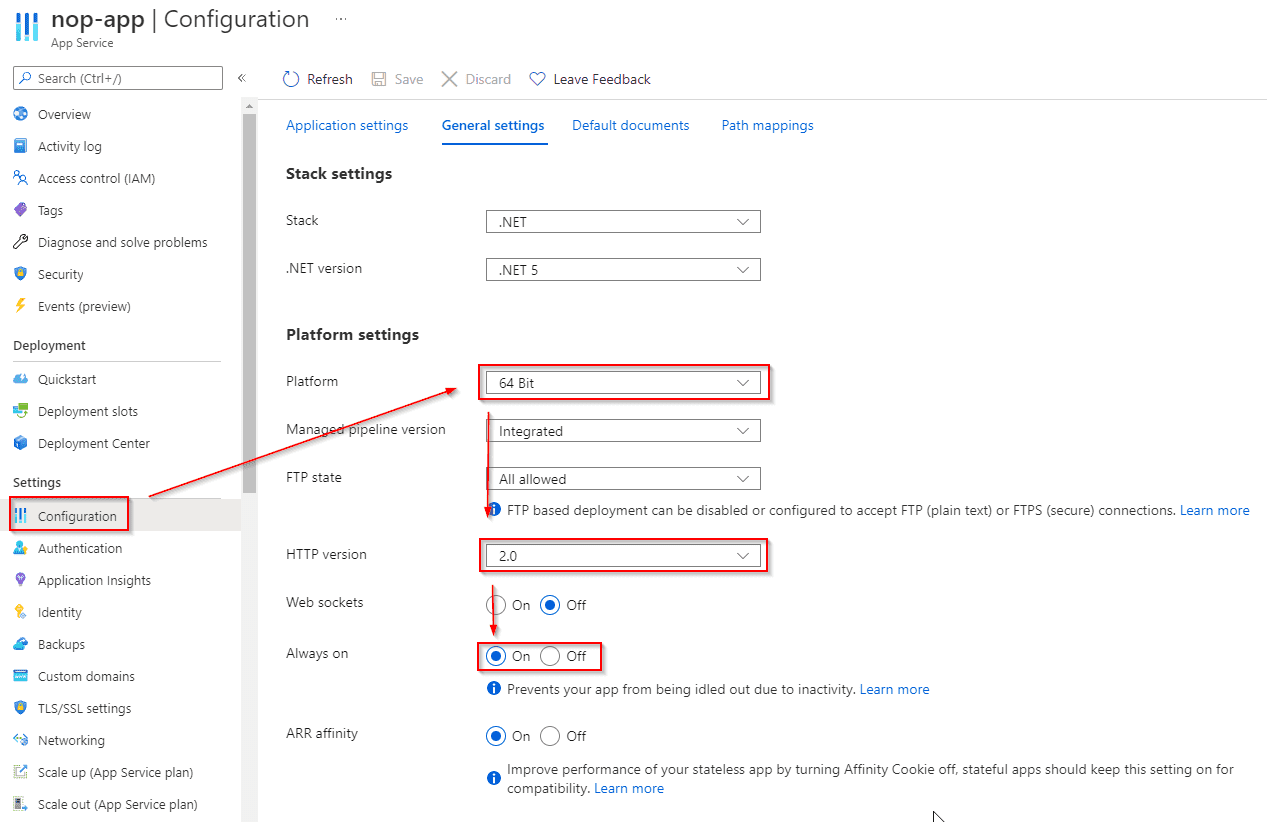 nop-app | Configuration ...
App Service
Search (Ctrl+/)
«
Overview
Activity log
Access control (IAM)
Tags
Diagnose and solve problems
Security
Events (preview)
Deployment
Quickstart
Deployment slots
Deployment Center
Settings
Configuration
Authentication
Application Insights
Identity
Backups
Custom domains
TLS/SSL settings
Networking
Scale up (App Service plan)
Scale out (App Service plan)
Refresh Save Discard Leave Feedback
Application settings General settings Default documents Path mappings
Stack settings
Stack .NET
.NET version .NET 5
Platform settings
Platform 64 Bit
Managed pipeline version Integrated
FTP state All allowed
FTP based deployment can be disabled or configured to accept FTP (plain text) or FTPS (secure) connections. Learn more
HTTP version 2.0
Web sockets On Off
Always on On Off
Prevents your app from being idled out due to inactivity. Learn more
ARR affinity On Off
Improve performance of your stateless app by turning Affinity Cookie off, stateful apps should keep this setting on for
compatibility. Learn more